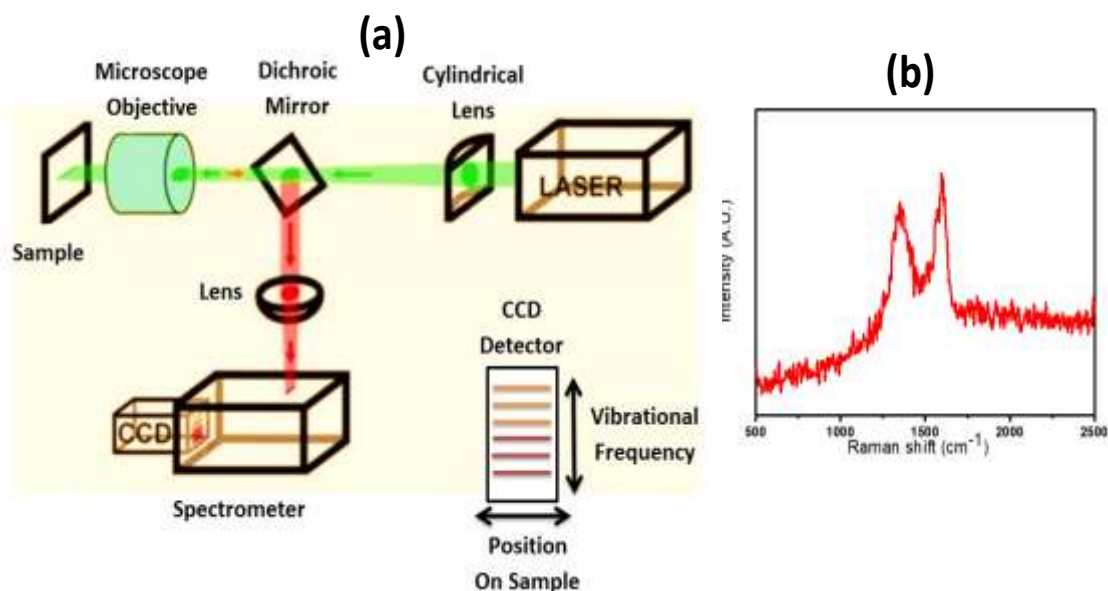 (a)
Microscope
Objective
Dichroic
Mirror
Cylindrical
Lens
LASER
Sample
Lens
CCD
Spectrometer
CCD
Detector
Vibrational
Frequency
Position
On Sample
(b)
Intensity (A.U.)
500 1000 1500 2000 2500
Raman shift (cm⁻¹)